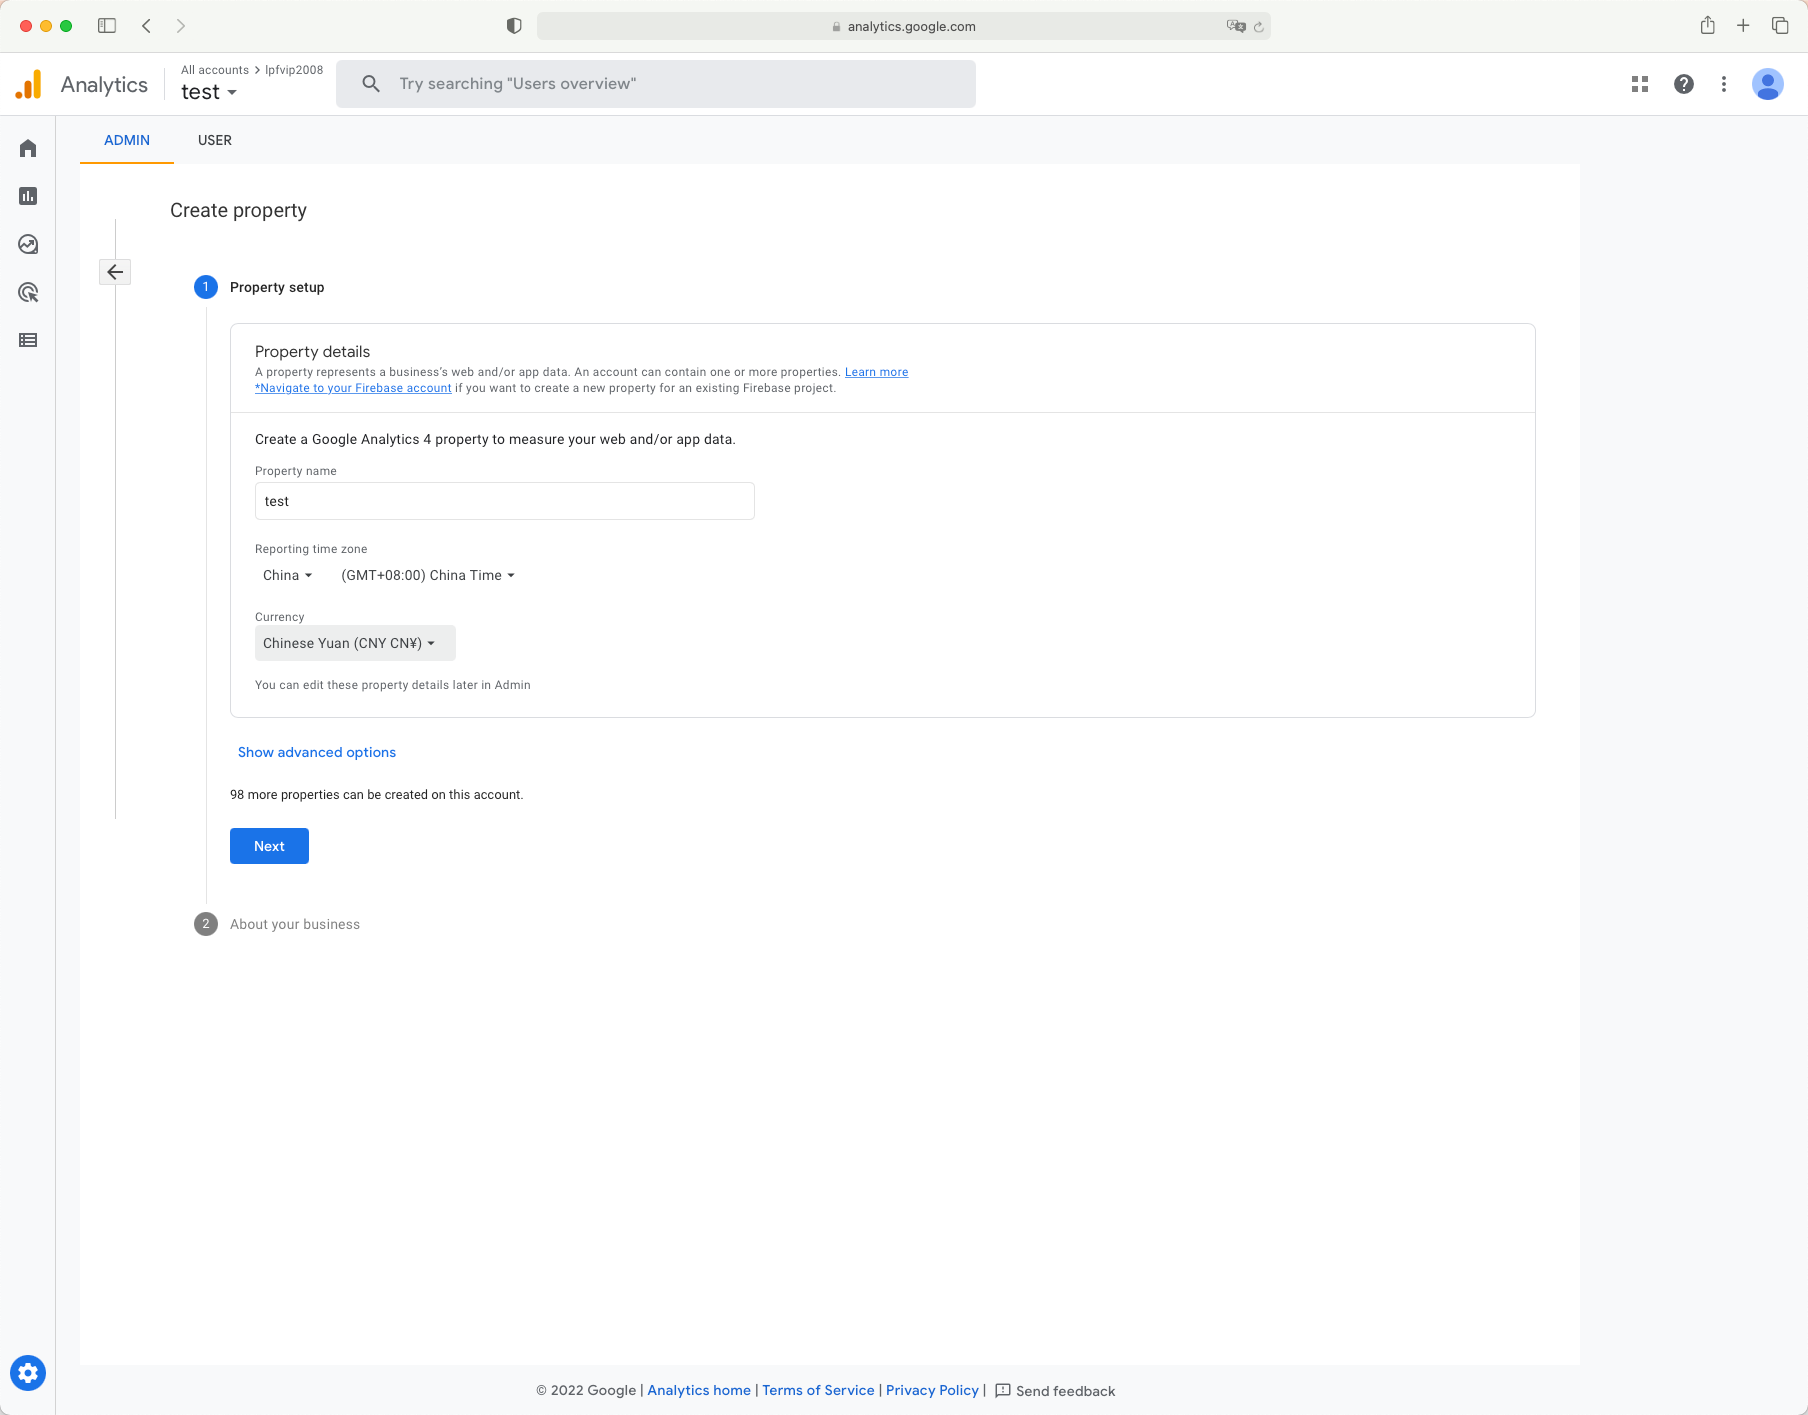 analytics.google.com
Analytics
All accounts > lpfvip2008
test
Try searching "Users overview"
ADMIN
USER
Create property
1 Property setup
Property details
A property represents a business's web and/or app data. An account can contain one or more properties. Learn more
*Navigate to your Firebase account if you want to create a new property for an existing Firebase project.
Create a Google Analytics 4 property to measure your web and/or app data.
Property name
test
Reporting time zone
China (GMT+08:00) China Time
Currency
Chinese Yuan (CNY CN¥)
You can edit these property details later in Admin
Show advanced options
98 more properties can be created on this account.
Next
2 About your business
© 2022 Google | Analytics home | Terms of Service | Privacy Policy | Send feedback